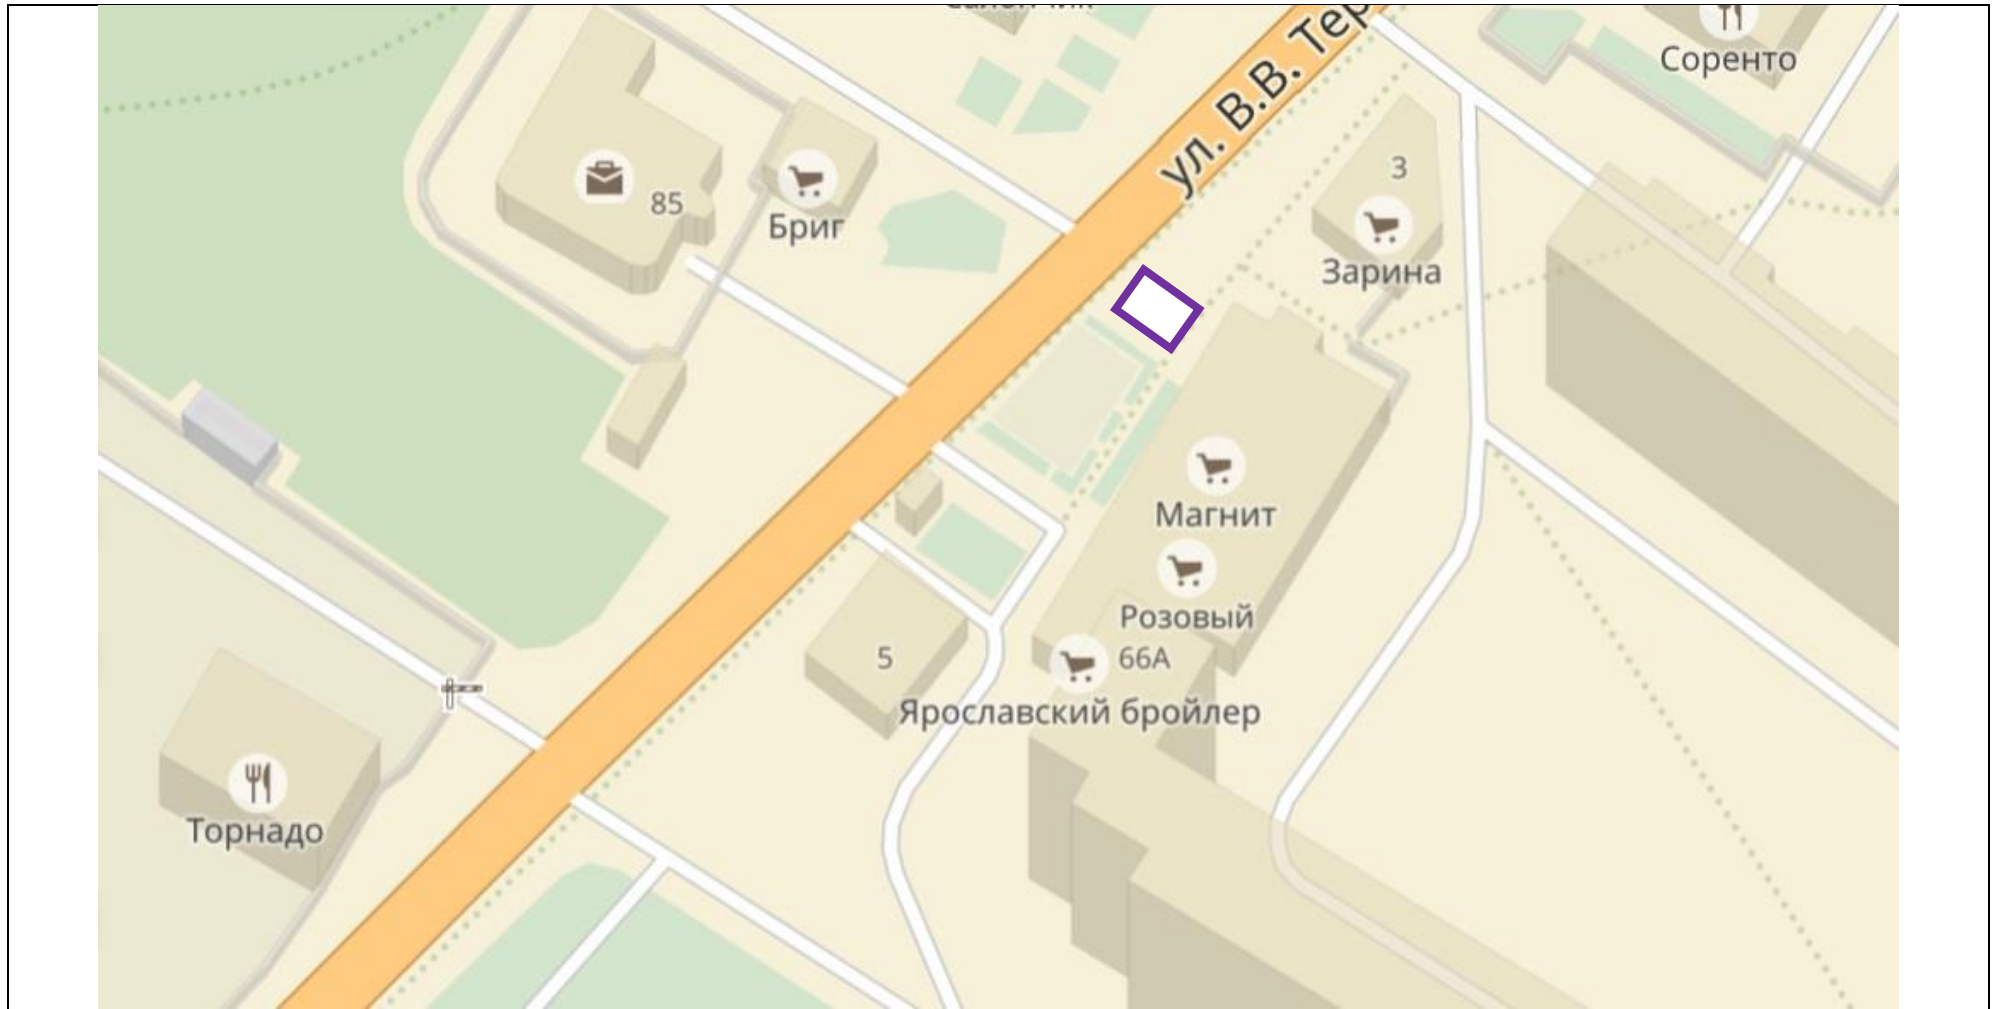 ул. В.В. Тер
Соренто
3
85
Бриг
Зарина
Магнит
Розовый
66А
5
Ярославский бройлер
Торнадо